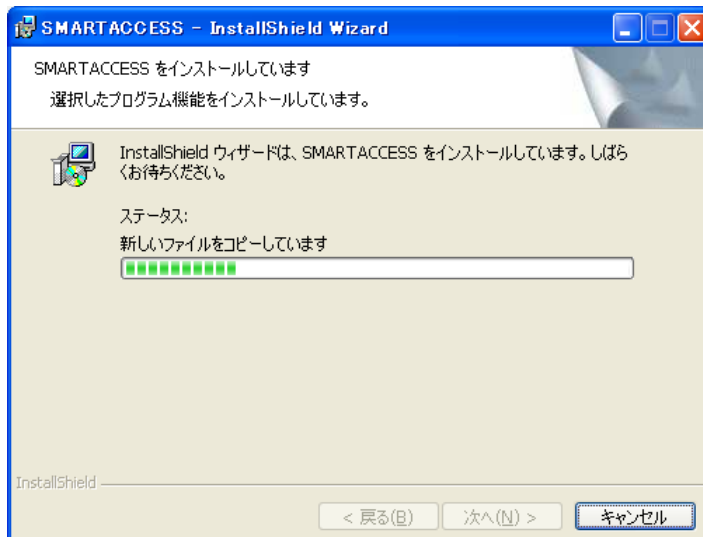 SMARTACCESS - InstallShield Wizard
SMARTACCESS をインストールしています
選択したプログラム機能をインストールしています。
InstallShield ウィザードは、SMARTACCESS をインストールしています。しばら
くお待ちください。
ステータス:
新しいファイルをコピーしています
InstallShield
< 戻る(B) 次へ(N) > キャンセル